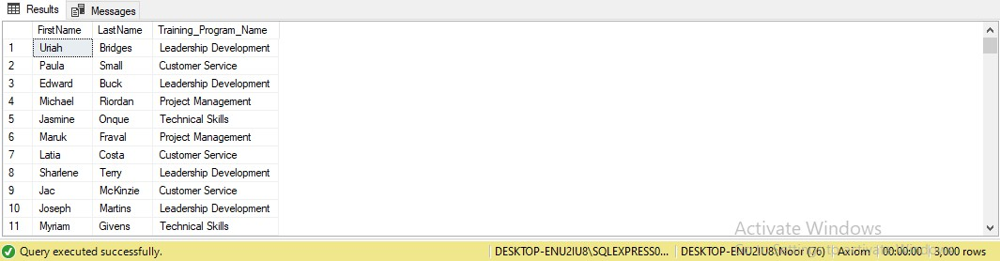 Results Messages
FirstName LastName Training_Program_Name
1 Uriah Bridges Leadership Development
2 Paula Small Customer Service
3 Edward Buck Leadership Development
4 Michael Riordan Project Management
5 Jasmine Onque Technical Skills
6 Maruk Fraval Project Management
7 Latia Costa Customer Service
8 Sharlene Terry Leadership Development
9 Jac McKinzie Customer Service
10 Joseph Martins Leadership Development
11 Myriam Givens Technical Skills
Activate Windows
Query executed successfully. DESKTOP-ENU2IU8\SQLEXPRESS0... DESKTOP-ENU2IU8\Noor (76) Axiom 00:00:00 3,000 rows